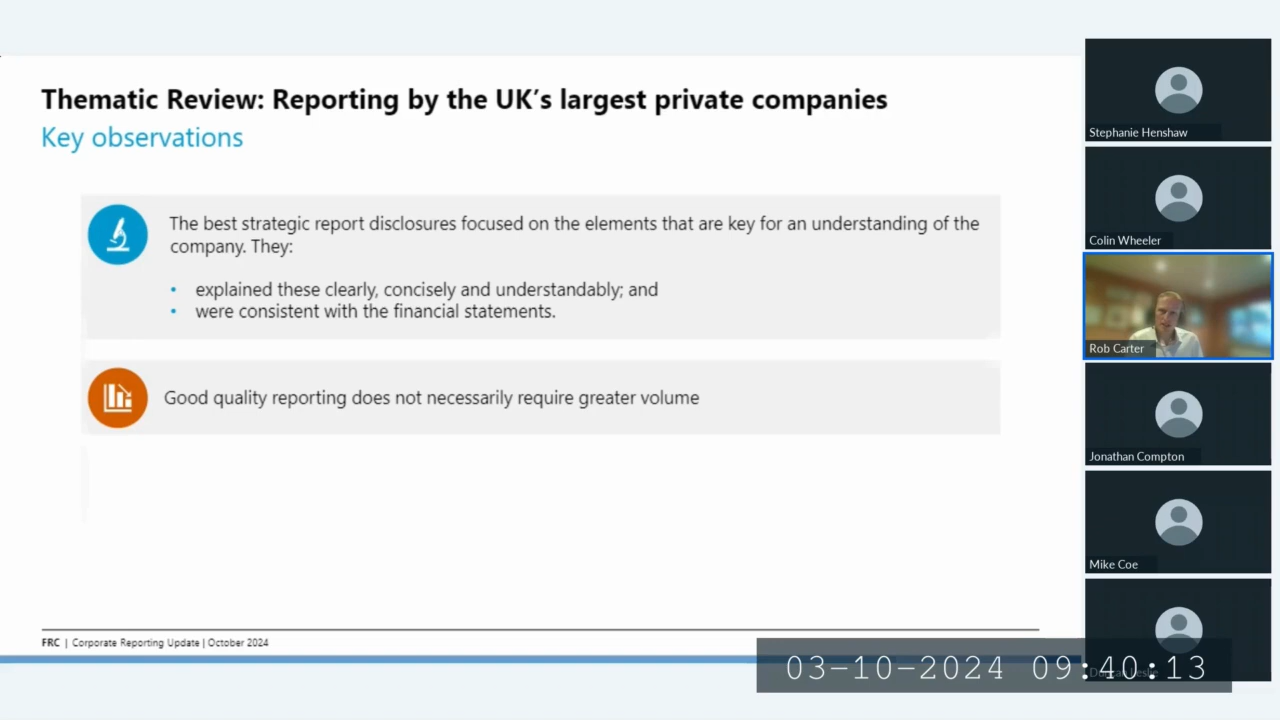 Thematic Review: Reporting by the UK's largest private companies
Key observations
The best strategic report disclosures focused on the elements that are key for an understanding of the
company. They:
• explained these clearly, concisely and understandably; and
• were consistent with the financial statements.
Good quality reporting does not necessarily require greater volume
FRC | Corporate Reporting Update | October 2024
Stephanie Henshaw
Colin Wheeler
Rob Carter
Jonathan Compton
Mike Coe
03-10-2024 09:40:13